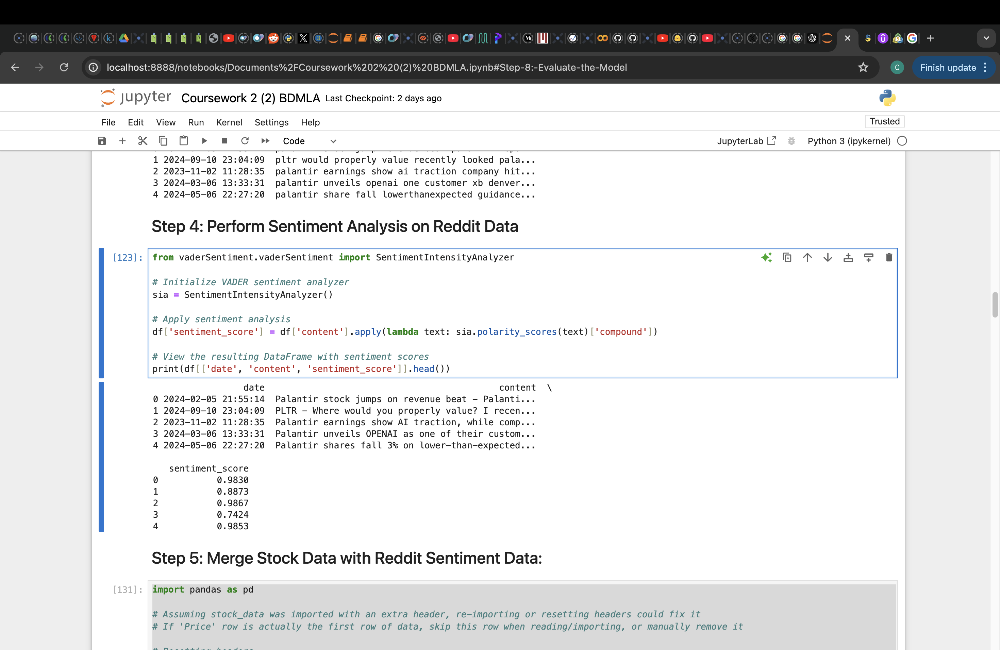 localhost:8888/notebooks/Documents%2FCoursework%202%20(2)%20BDMLA.ipynb#Step-8:-Evaluate-the-Model
C
Finish update
jupyter Coursework 2 (2) BDMLA Last Checkpoint: 2 days ago
File Edit View Run Kernel Settings Help
Trusted
Code
JupyterLab
Python 3 (ipykernel)
1 2024-09-10 23:04:09 pltr would properly value recently looked pala...
2 2023-11-02 11:28:35 palantir earnings show ai traction company hit...
3 2024-03-06 13:33:31 palantir unveils openai one customer xb denver...
4 2024-05-06 22:27:20 palantir share fall lowerthanexpected guidance...
Step 4: Perform Sentiment Analysis on Reddit Data
[123]: from vaderSentiment.vaderSentiment import SentimentIntensityAnalyzer
# Initialize VADER sentiment analyzer
sia = SentimentIntensityAnalyzer()
# Apply sentiment analysis
df['sentiment_score'] = df['content'].apply(lambda text: sia.polarity_scores(text)['compound'])
# View the resulting DataFrame with sentiment scores
print(df[['date', 'content', 'sentiment_score']].head())
date content \
0 2024-02-05 21:55:14 Palantir stock jumps on revenue beat – Palanti...
1 2024-09-10 23:04:09 PLTR – Where would you properly value? I recen...
2 2023-11-02 11:28:35 Palantir earnings show AI traction, while comp...
3 2024-03-06 13:33:31 Palantir unveils OPENAI as one of their custom...
4 2024-05-06 22:27:20 Palantir shares fall 3% on lower-than-expected...
sentiment_score
0 0.9830
1 0.8873
2 0.9867
3 0.7424
4 0.9853
Step 5: Merge Stock Data with Reddit Sentiment Data:
[131]: import pandas as pd
# Assuming stock_data was imported with an extra header, re-importing or resetting headers could fix it
# If 'Price' row is actually the first row of data, skip this row when reading/importing, or manually remove it